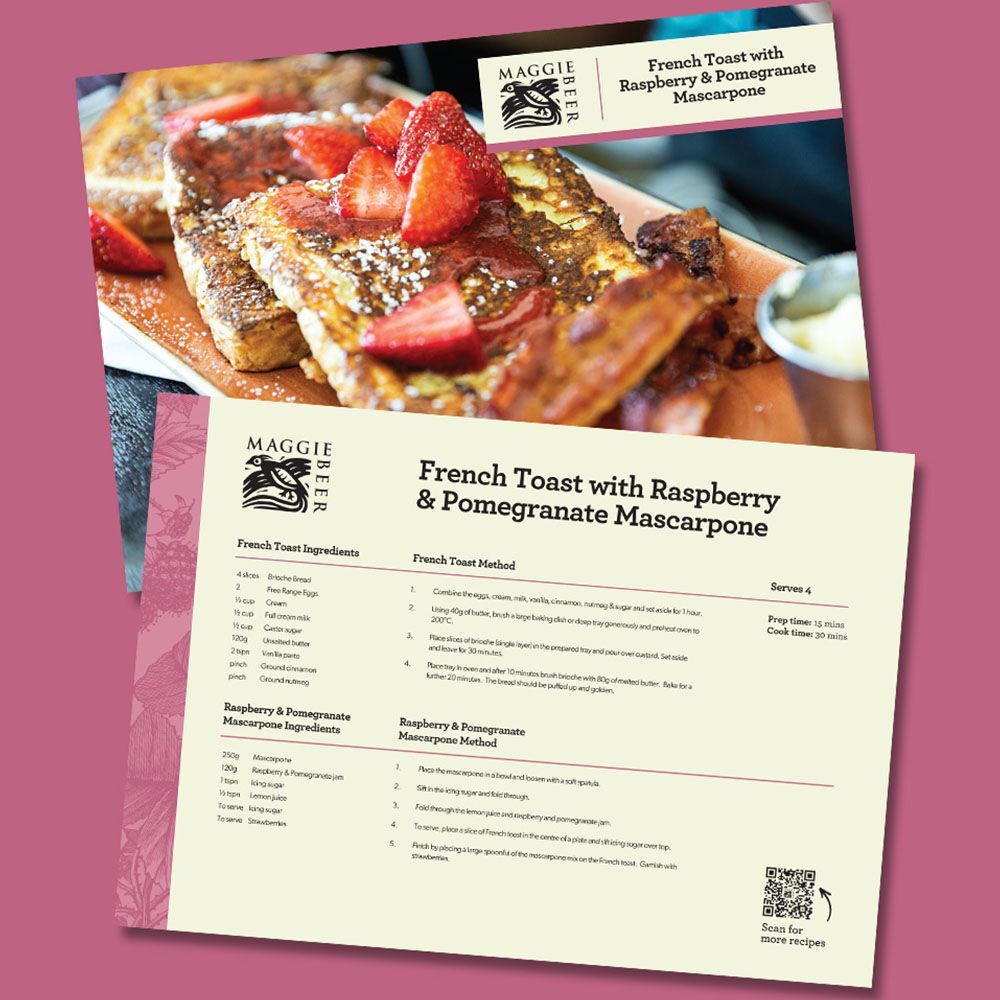 MAGGIE
BEER
French Toast with
Raspberry & Pomegranate
Mascarpone
MAGGIE
BEER
French Toast with Raspberry
& Pomegranate Mascarpone
French Toast Ingredients
4 slices Brioche Bread
2 Free Range Eggs
½ cup Cream
½ cup Full cream milk
½ cup Caster sugar
120g Unsalted butter
2 tspn Vanilla paste
pinch Ground cinnamon
pinch Ground nutmeg
French Toast Method
Serves 4
1. Combine the eggs, cream, milk, vanilla, cinnamon, nutmeg & sugar and set aside for 1 hour.
2. Using 40g of butter, brush a large baking dish or deep tray generously and preheat oven to
200°C.
3. Place slices of brioche (single layer) in the prepared tray and pour over custard. Set aside
and leave for 30 minutes.
4. Place tray in oven and after 10 minutes brush brioche with 80g of melted butter. Bake for a
further 20 minutes. The bread should be puffed up and golden.
Prep time: 15 mins
Cook time: 30 mins
Raspberry & Pomegranate
Mascarpone Ingredients
250g Mascarpone
120g Raspberry & Pomegranate jam
1 tspn Icing sugar
½ tspn Lemon juice
To serve Icing sugar
To serve Strawberries
Raspberry & Pomegranate
Mascarpone Method
1. Place the mascarpone in a bowl and loosen with a soft spatula.
2. Sift in the icing sugar and fold through.
3. Fold through the lemon juice and raspberry and pomegranate jam.
4. To serve, place a slice of French toast in the centre of a plate and sift icing sugar over top.
5. Finish by placing a large spoonful of the mascarpone mix on the French toast. Garnish with
strawberries.
Scan for
more recipes